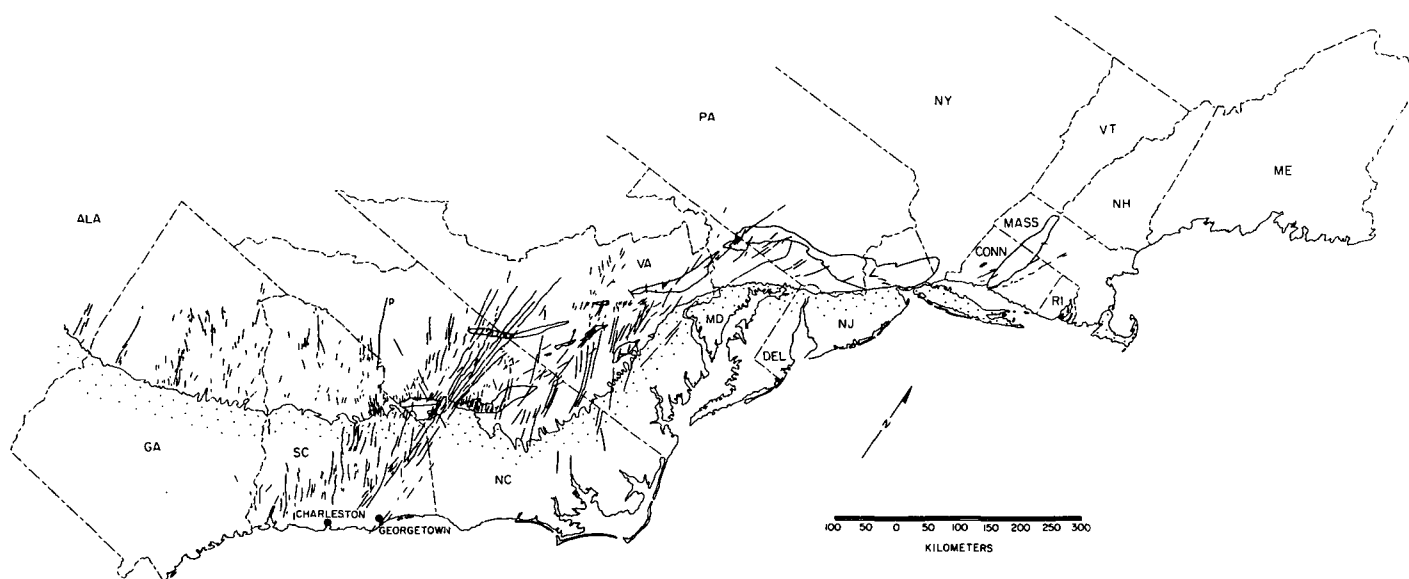 NY
PA
VT
ME
NH
ALA
MASS
CONN
VA
RI
MD
NJ
DEL
GA
SC
NC
N
CHARLESTON
GEORGETOWN
100 50 0 50 100 150 200 250 300
KILOMETERS